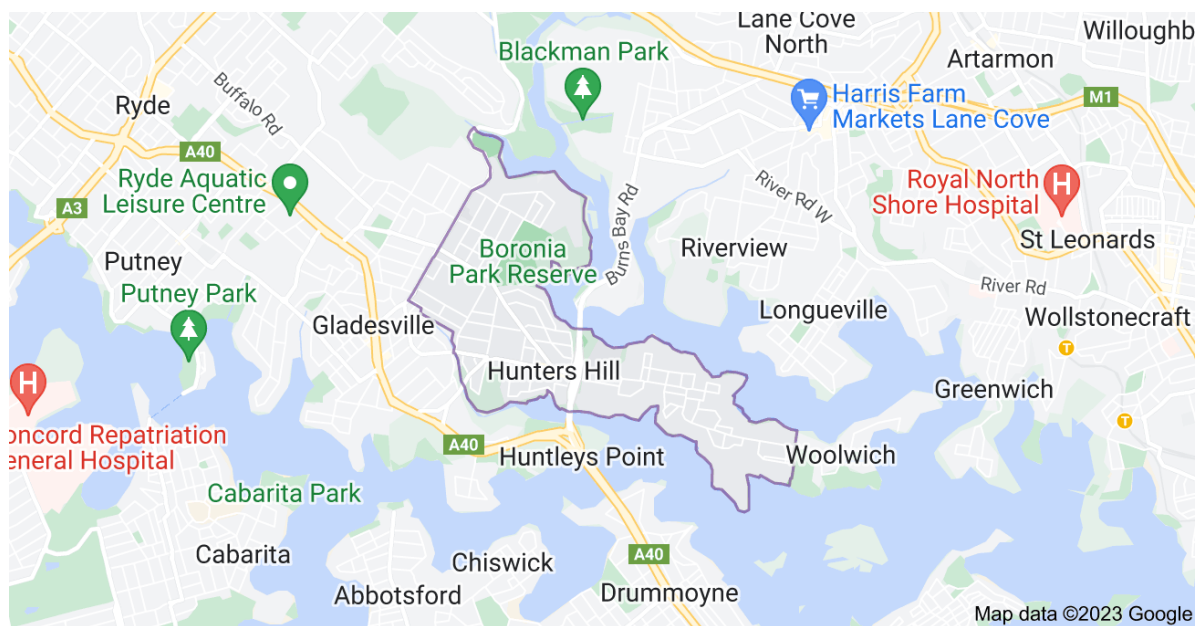 Lane Cove
North
Willoughb
Blackman Park
Artarmon
Buffalo Rd
Ryde
Harris Farm
Markets Lane Cove
M1
A40
Ryde Aquatic
Leisure Centre
River Rd W
Royal North
Shore Hospital
A3
Burns Bay Rd
Boronia
Park Reserve
Riverview
St Leonards
Putney
Putney Park
River Rd
Gladesville
Longueville
Wollstonecraft
T
Hunters Hill
H
H
Greenwich
T
oncord Repatriation
eneral Hospital
A40
Huntleys Point
Woolwich
Cabarita Park
Cabarita
Chiswick
A40
Abbotsford
Drummoyne
Map data ©2023 Google